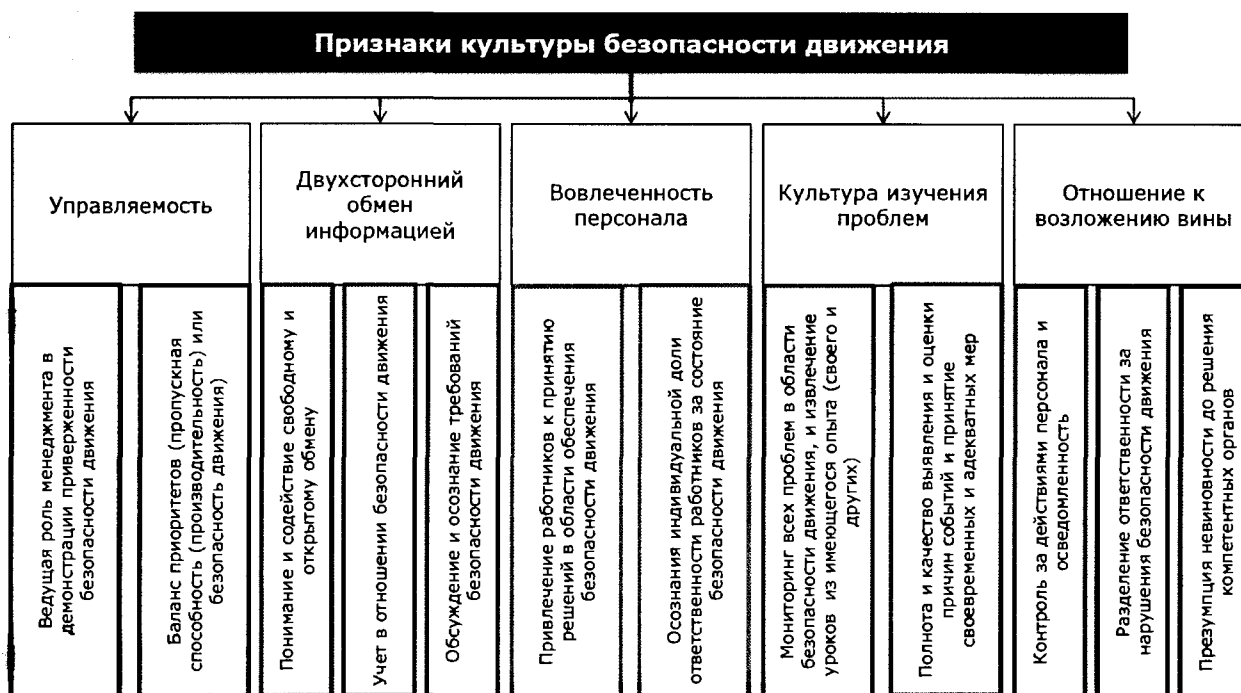 Признаки культуры безопасности движения
Управляемость
Двухсторонний
обмен
информацией
Вовлеченность
персонала
Культура изучения
проблем
Отношение к
возложению вины
Ведущая роль менеджмента в
демонстрации приверженности
безопасности движения
Баланс приоритетов (пропускная
способность (производительность) или
безопасность движения)
Понимание и содействие свободному и
открытому обмену
Учет в отношении безопасности движения
Обсуждение и осознание требований
безопасности движения
Привлечение работников к принятию
решений в области обеспечения
безопасности движения
Осознания индивидуальной доли
ответственности работников за состояние
безопасности движения
Мониторинг всех проблем в области
безопасности движения, и извлечение
уроков из имеющегося опыта (своего и
других)
Полнота и качество выявления и оценки
причин событий и принятие
своевременных и адекватных мер
Контроль за действиями персонала и
осведомленность
Разделение ответственности за
нарушения безопасности движения
Презумпция невиновности до решения
компетентных органов